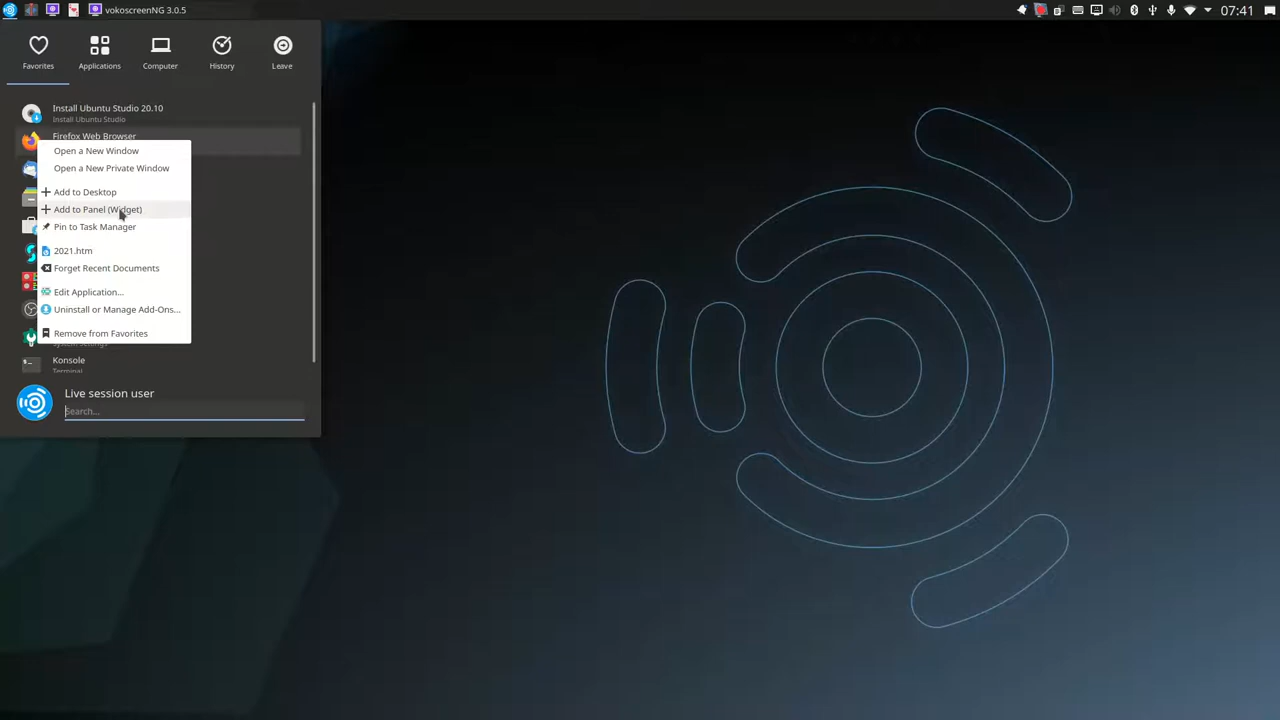 vokoscreenNG 3.0.5
07:41
Favorites
Applications
Computer
History
Leave
Install Ubuntu Studio 20.10
Install Ubuntu Studio
Firefox Web Browser
Open a New Window
Open a New Private Window
Add to Desktop
Add to Panel (Widget)
Pin to Task Manager
2021.htm
Forget Recent Documents
Edit Application...
Uninstall or Manage Add-Ons...
Remove from Favorites
System Settings
Konsole
Terminal
Live session user
Search...